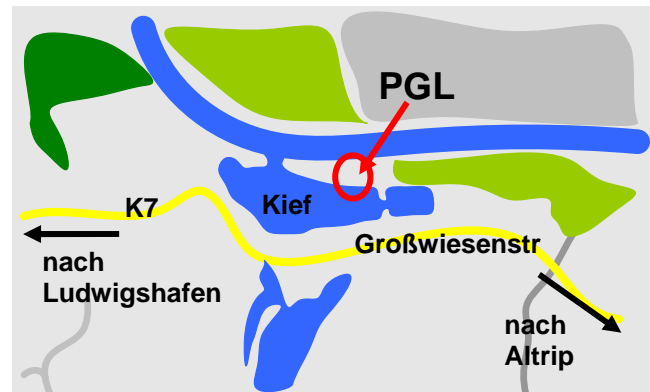 PGL
K7
Kief
Großwiesenstr
nach
Ludwigshafen
nach
Altrip